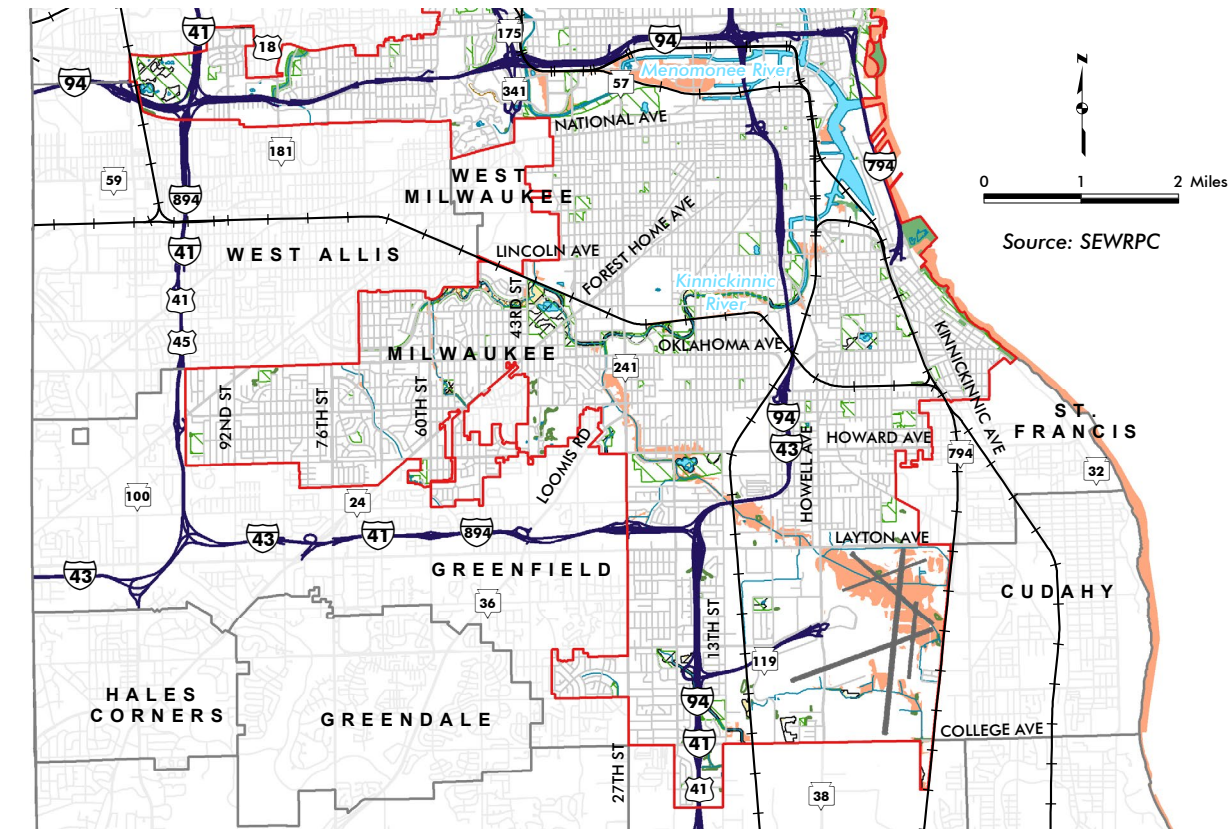 41
18
175
94
94
Menomonee River
341
57
NATIONAL AVE
N
0 1 2 Miles
Source: SEWRPC
181
794
59
WEST
MILWAUKEE
894
FOREST HOME AVE
41
WEST ALLIS
LINCOLN AVE
Kinnickinnic
River
41
43RD ST
45
MILWAUKEE
OKLAHOMA AVE
KINNICKINNIC AVE
241
92ND ST
76TH ST
60TH ST
94
ST.
FRANCIS
HOWARD AVE
43
HOWELL AVE
794
32
LOOMIS RD
100
24
43
41
894
LAYTON AVE
43
GREENFIELD
CUDAHY
36
13TH ST
119
HALES
CORNERS
GREENDALE
94
41
COLLEGE AVE
27TH ST
41
38